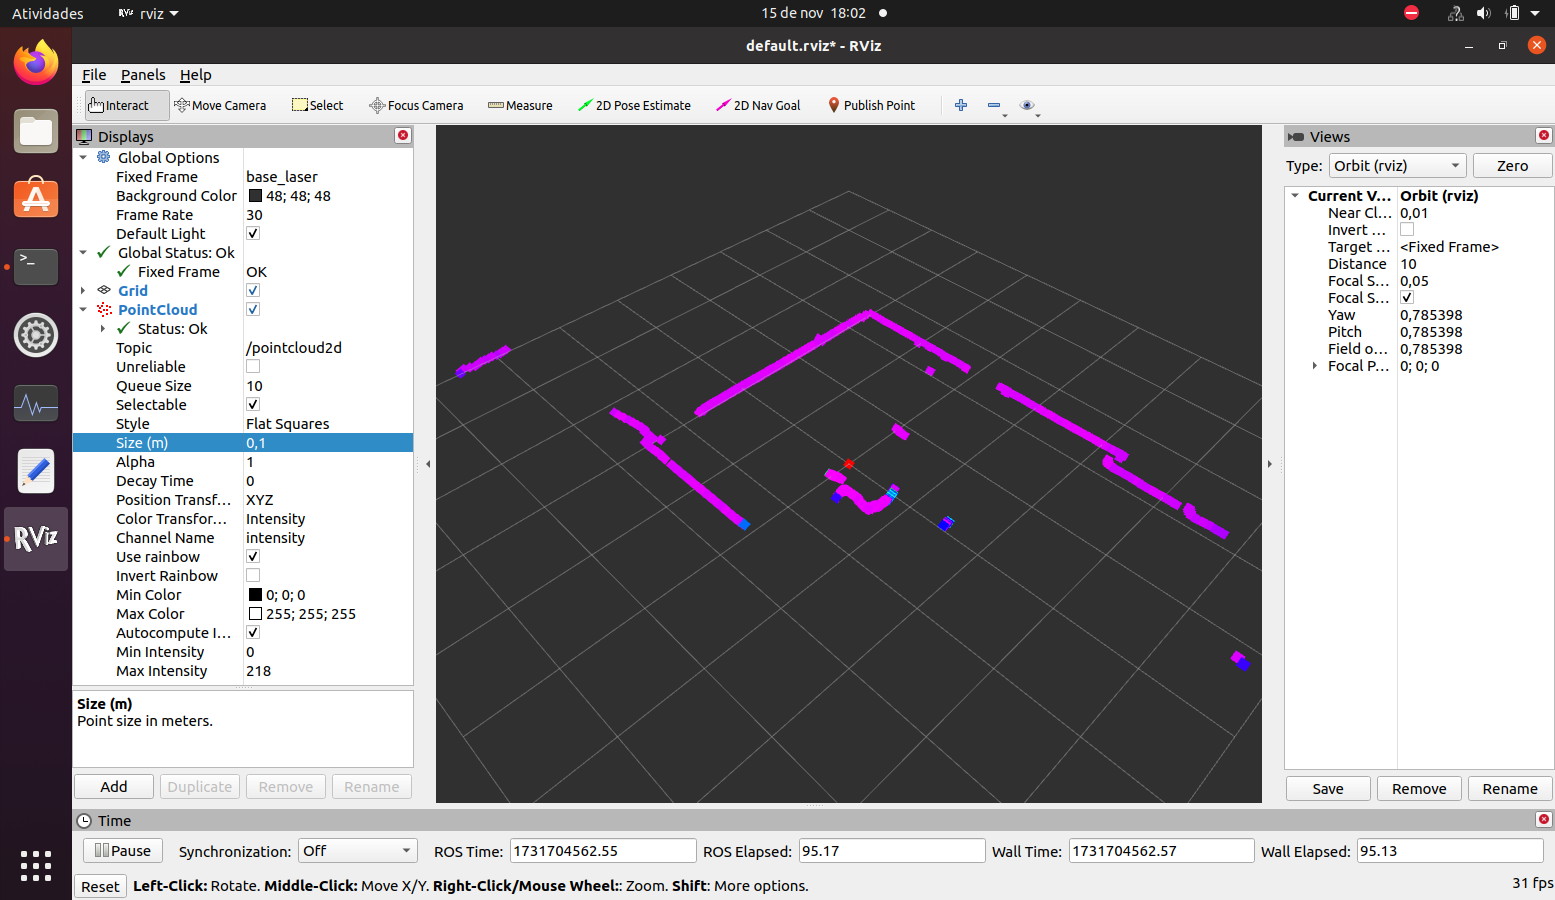 Atividades
rviz
15 de nov 18:02
default.rviz* - RViz
File Panels Help
Interact Move Camera Select Focus Camera Measure 2D Pose Estimate 2D Nav Goal Publish Point
Displays
Global Options
Fixed Frame base_laser
Background Color 48; 48; 48
Frame Rate 30
Default Light
Global Status: Ok
Fixed Frame OK
Grid
PointCloud
Status: Ok
Topic /pointcloud2d
Unreliable
Queue Size 10
Selectable
Style Flat Squares
Size (m) 0,1
Alpha 1
Decay Time 0
Position Transf... XYZ
Color Transfor... Intensity
Channel Name intensity
Use rainbow
Invert Rainbow
Min Color 0; 0; 0
Max Color 255; 255; 255
Autocompute I...
Min Intensity 0
Max Intensity 218
Size (m)
Point size in meters.
Add Duplicate Remove Rename
Views
Type: Orbit (rviz) Zero
Current V... Orbit (rviz)
Near Cl... 0,01
Invert ...
Target ... <Fixed Frame>
Distance 10
Focal S... 0,05
Focal S...
Yaw 0,785398
Pitch 0,785398
Field o... 0,785398
Focal P... 0; 0; 0
Save Remove Rename
Time
Pause Synchronization: Off ROS Time: 1731704562.55 ROS Elapsed: 95.17 Wall Time: 1731704562.57 Wall Elapsed: 95.13
Reset Left-Click: Rotate. Middle-Click: Move X/Y. Right-Click/Mouse Wheel:: Zoom. Shift: More options. 31 fps
RViz